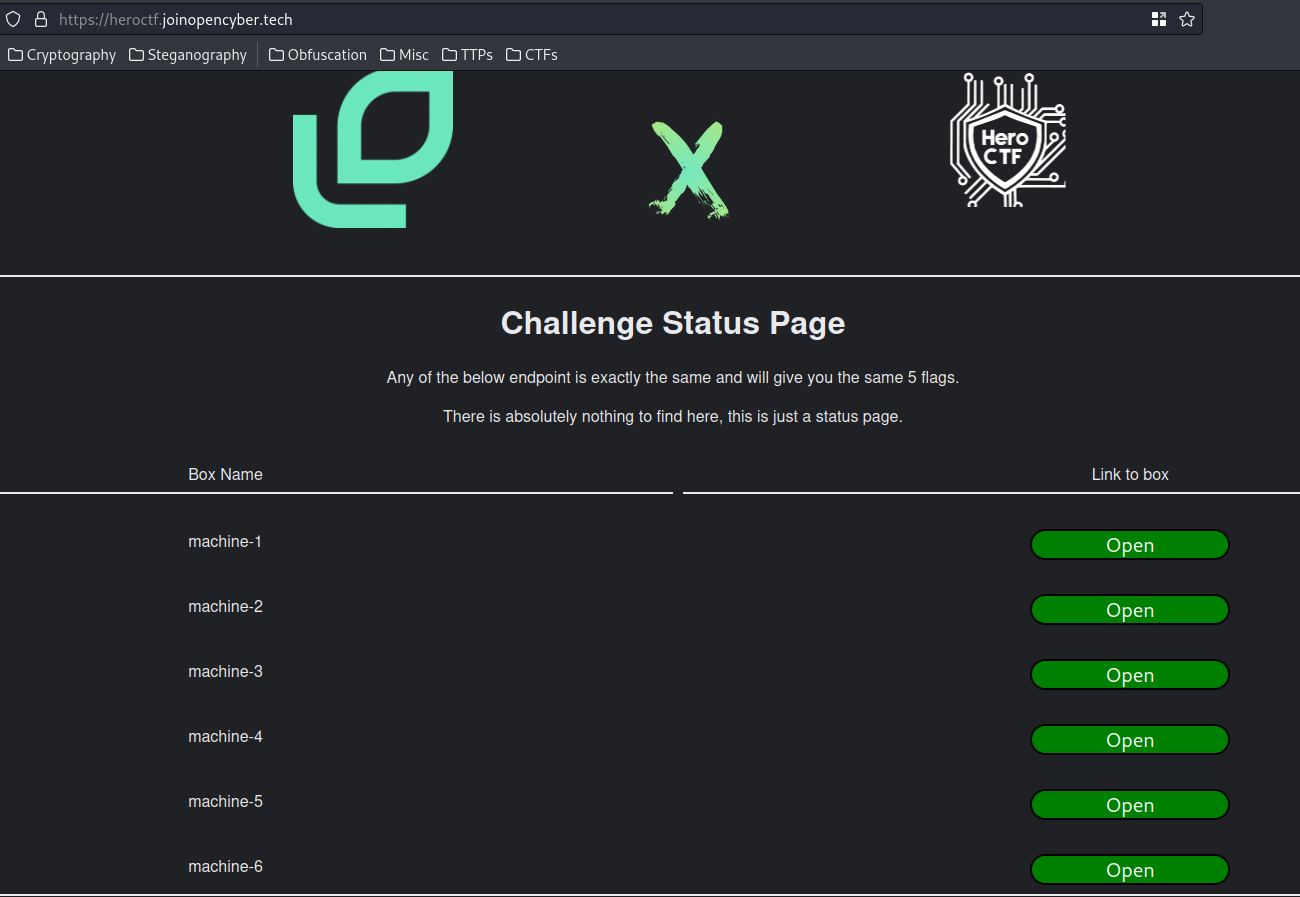 https://heroctf.joinopencyber.tech
Cryptography Steganography Obfuscation Misc TTPs CTFs
X
Hero
CTF
Challenge Status Page
Any of the below endpoint is exactly the same and will give you the same 5 flags.
There is absolutely nothing to find here, this is just a status page.
Box Name Link to box
machine-1 Open
machine-2 Open
machine-3 Open
machine-4 Open
machine-5 Open
machine-6 Open